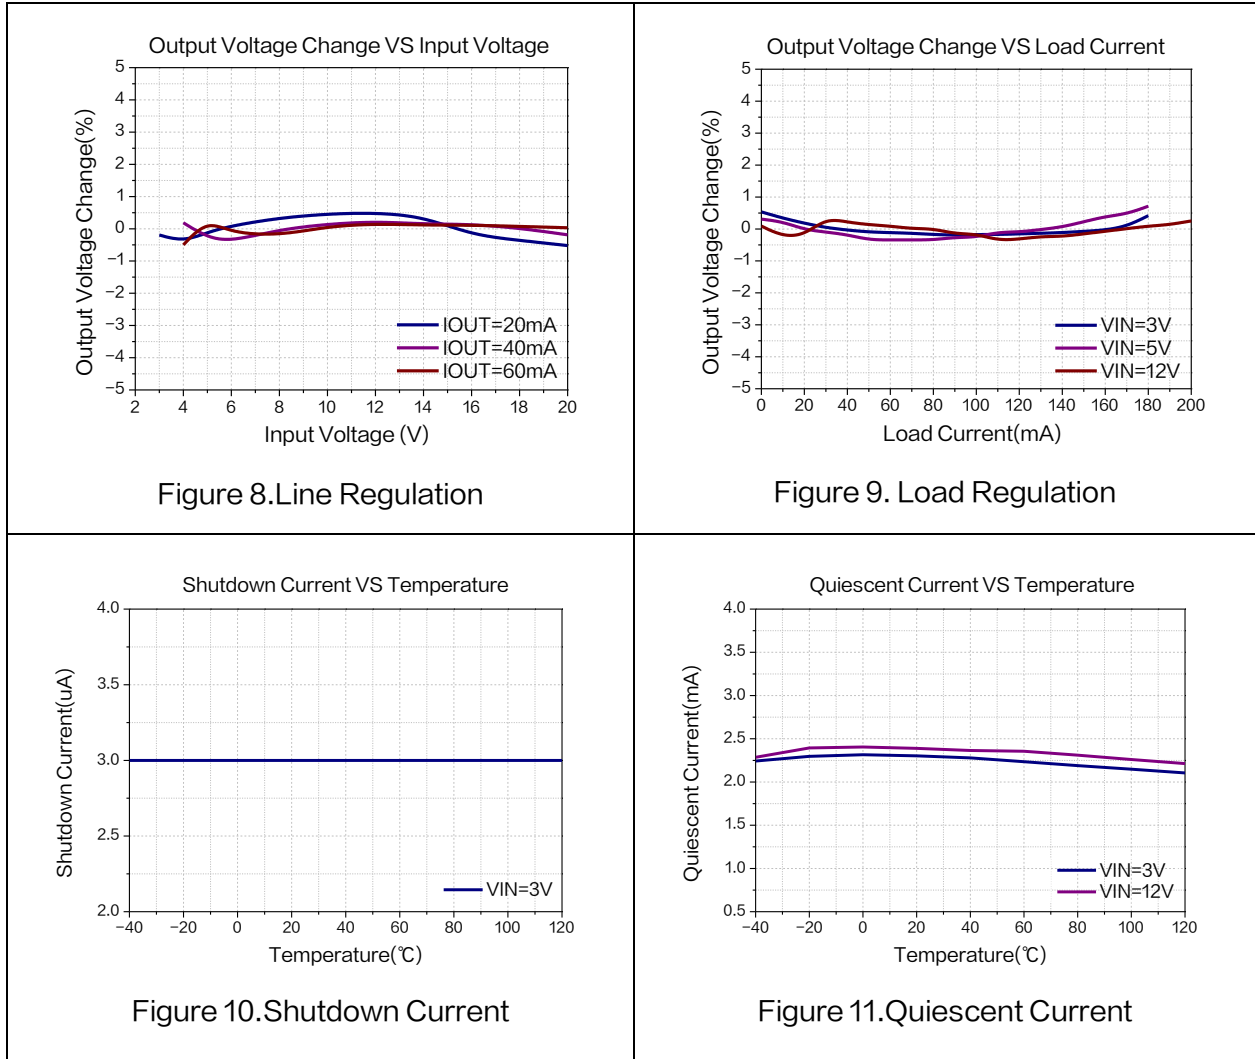 Output Voltage Change VS Input Voltage
Output Voltage Change(%)
5
4
3
2
1
0
−1
−2
−3
−4
−5
IOUT=20mA
IOUT=40mA
IOUT=60mA
2 4 6 8 10 12 14 16 18 20
Input Voltage (V)
Figure 8.Line Regulation
Output Voltage Change VS Load Current
Output Voltage Change(%)
5
4
3
2
1
0
−1
−2
−3
−4
−5
VIN=3V
VIN=5V
VIN=12V
0 20 40 60 80 100 120 140 160 180 200
Load Current(mA)
Figure 9. Load Regulation
Shutdown Current VS Temperature
Shutdown Current(uA)
4.0
3.5
3.0
2.5
2.0
VIN=3V
−40 −20 0 20 40 60 80 100 120
Temperature(℃)
Figure 10.Shutdown Current
Quiescent Current VS Temperature
Quiescent Current(mA)
4.0
3.5
3.0
2.5
2.0
1.5
1.0
0.5
VIN=3V
VIN=12V
−40 −20 0 20 40 60 80 100 120
Temperature(℃)
Figure 11.Quiescent Current